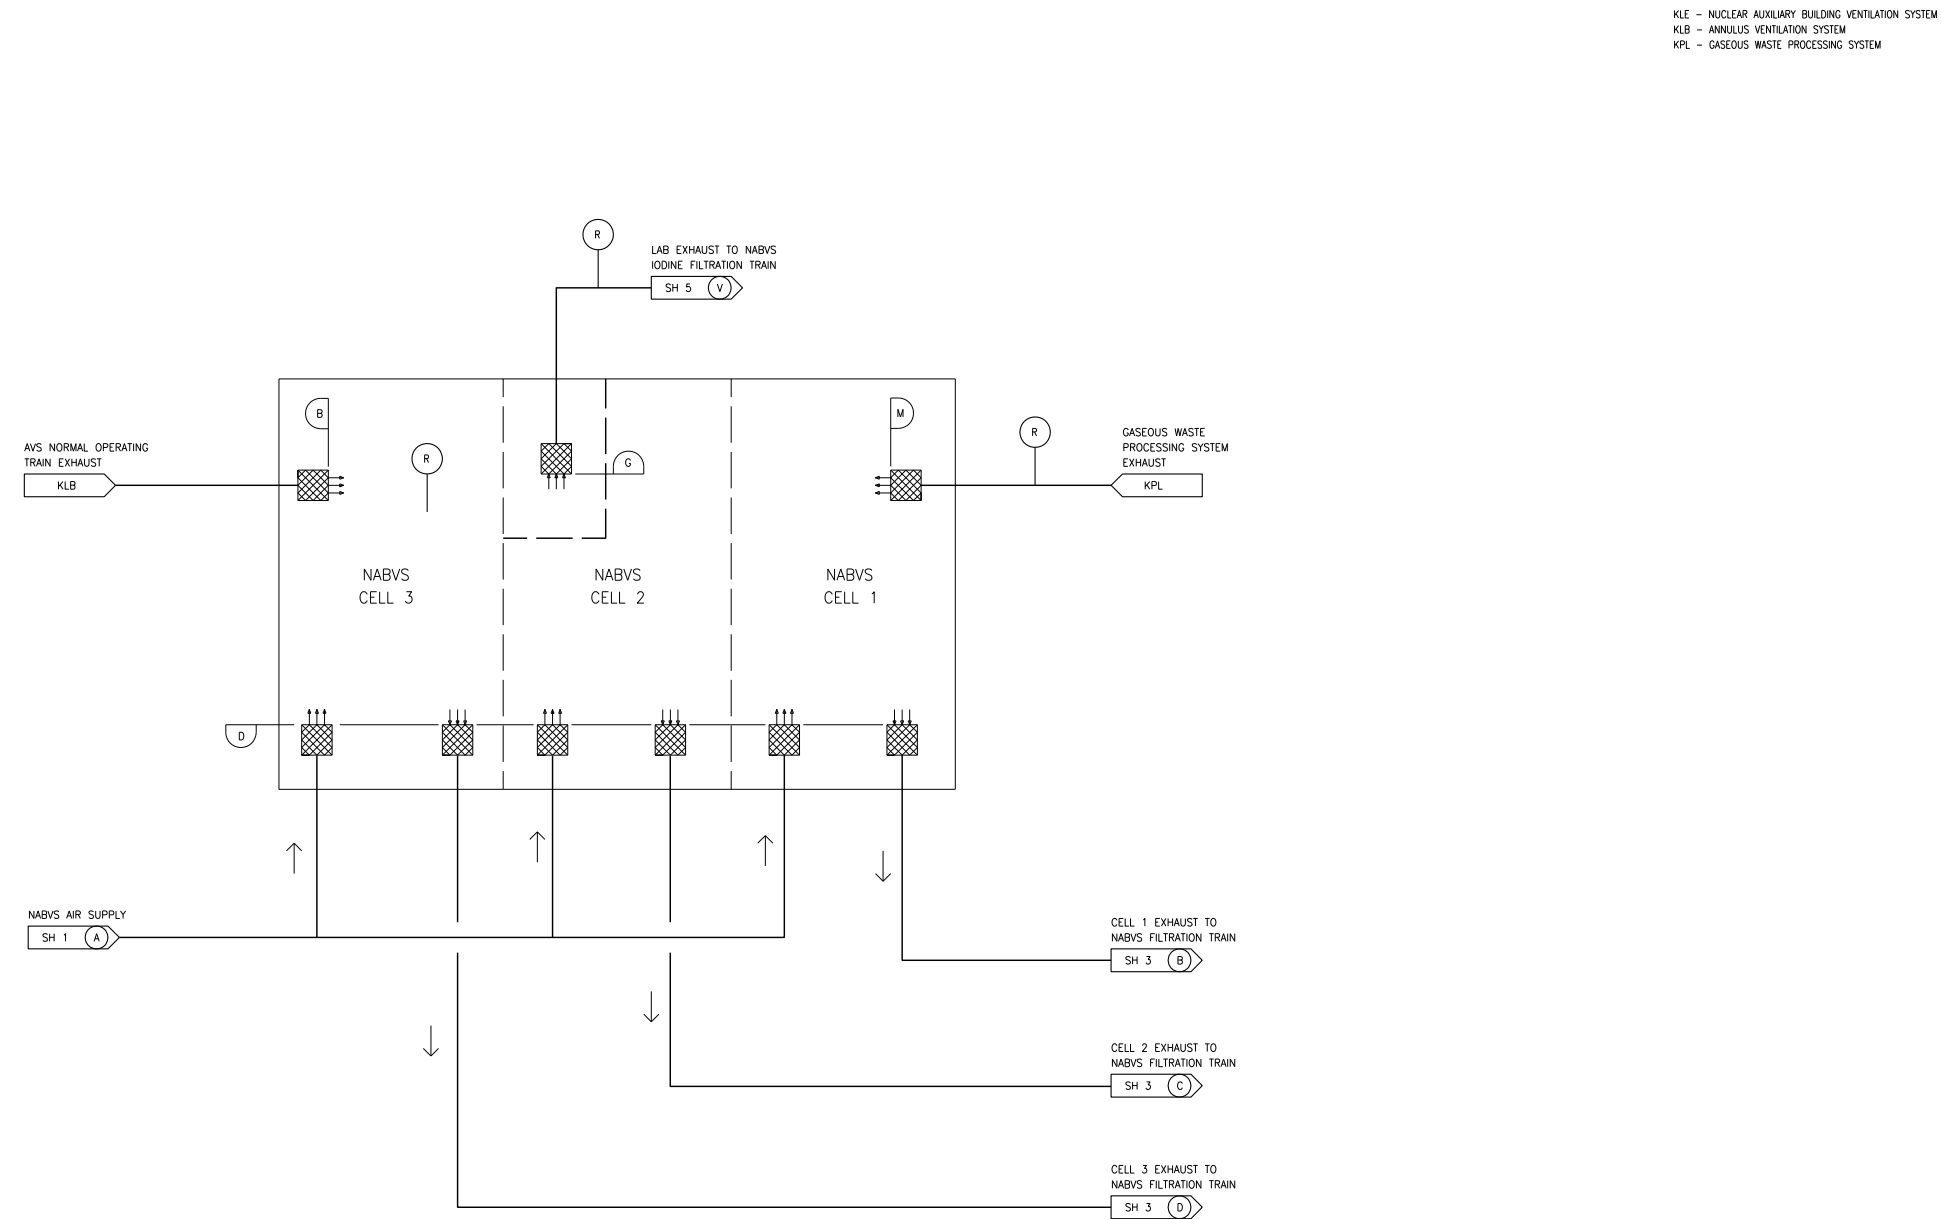 KLE - NUCLEAR AUXILIARY BUILDING VENTILATION SYSTEM
KLB - ANNULUS VENTILATION SYSTEM
KPL - GASEOUS WASTE PROCESSING SYSTEM
R
LAB EXHAUST TO NABVS
IODINE FILTRATION TRAIN
SH 5 V
B
M
AVS NORMAL OPERATING
TRAIN EXHAUST
KLB
R
G
R
GASEOUS WASTE
PROCESSING SYSTEM
EXHAUST
KPL
NABVS
CELL 3
NABVS
CELL 2
NABVS
CELL 1
D
NABVS AIR SUPPLY
SH 1 A
CELL 1 EXHAUST TO
NABVS FILTRATION TRAIN
SH 3 B
CELL 2 EXHAUST TO
NABVS FILTRATION TRAIN
SH 3 C
CELL 3 EXHAUST TO
NABVS FILTRATION TRAIN
SH 3 D